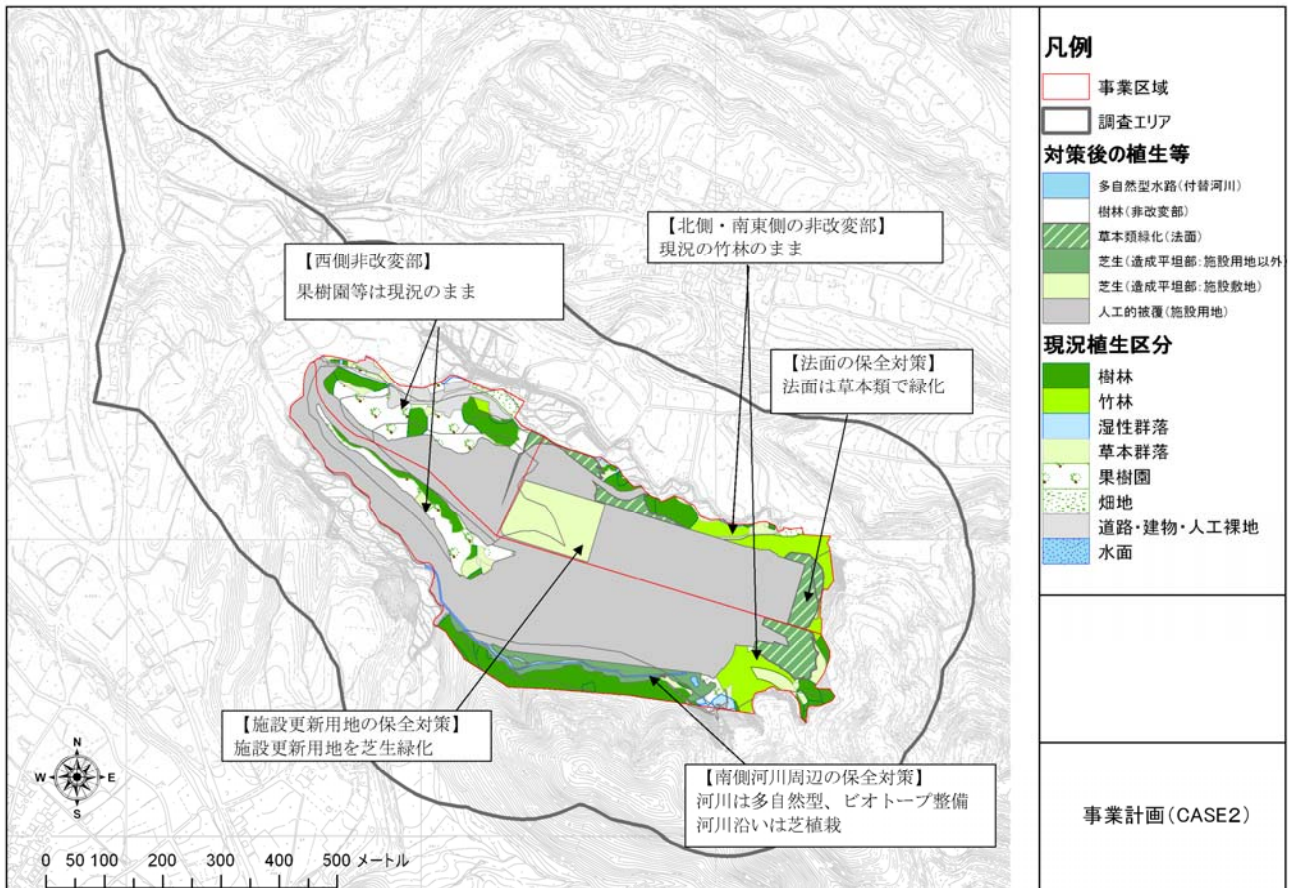 【西側非改変部】
果樹園等は現況のまま
【北側・南東側の非改変部】
現況の竹林のまま
【法面の保全対策】
法面は草本類で緑化
【施設更新用地の保全対策】
施設更新用地を芝生緑化
【南側河川周辺の保全対策】
河川は多自然型、ビオトープ整備
河川沿いは芝植栽
N
W
E
S
0 50 100 200 300 400 500 メートル
凡例
事業区域
調査エリア
対策後の植生等
多自然型水路(付替河川)
樹林(非改変部)
草本類緑化(法面)
芝生(造成平坦部:施設用地以外
芝生(造成平坦部:施設敷地)
人工的被覆(施設用地)
現況植生区分
樹林
竹林
湿性群落
草本群落
果樹園
畑地
道路・建物・人工裸地
水面
事業計画(CASE2)